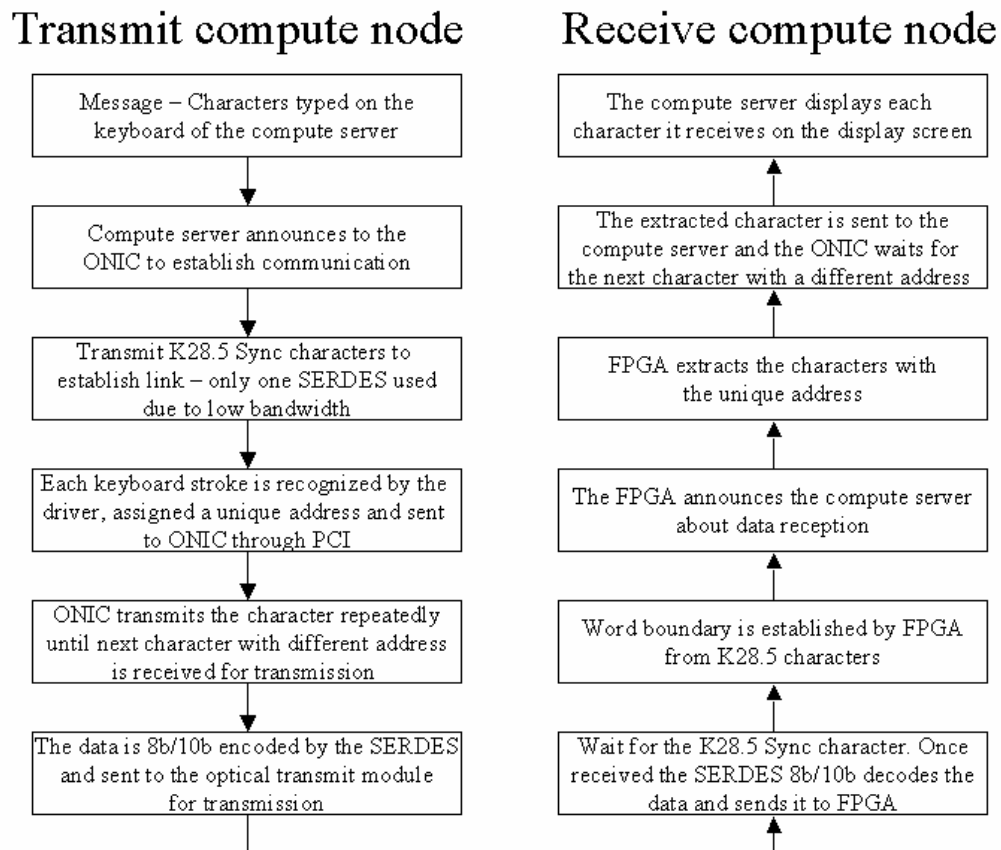 Transmit compute node
Message – Characters typed on the
keyboard of the compute server
Compute server announces to the
ONIC to establish communication
Transmit K28.5 Sync characters to
establish link – only one SERDES used
due to low bandwidth
Each keyboard stroke is recognized by the
driver, assigned a unique address and sent
to ONIC through PCI
ONIC transmits the character repeatedly
until next character with different address
is received for transmission
The data is 8b/10b encoded by the SERDES
and sent to the optical transmit module
for transmission
Receive compute node
The compute server displays each
character it receives on the display screen
The extracted character is sent to the
compute server and the ONIC waits for
the next character with a different address
FPGA extracts the characters with
the unique address
The FPGA announces the compute server
about data reception
Word boundary is established by FPGA
from K28.5 characters
Wait for the K28.5 Sync character. Once
received the SERDES 8b/10b decodes the
data and sends it to FPGA